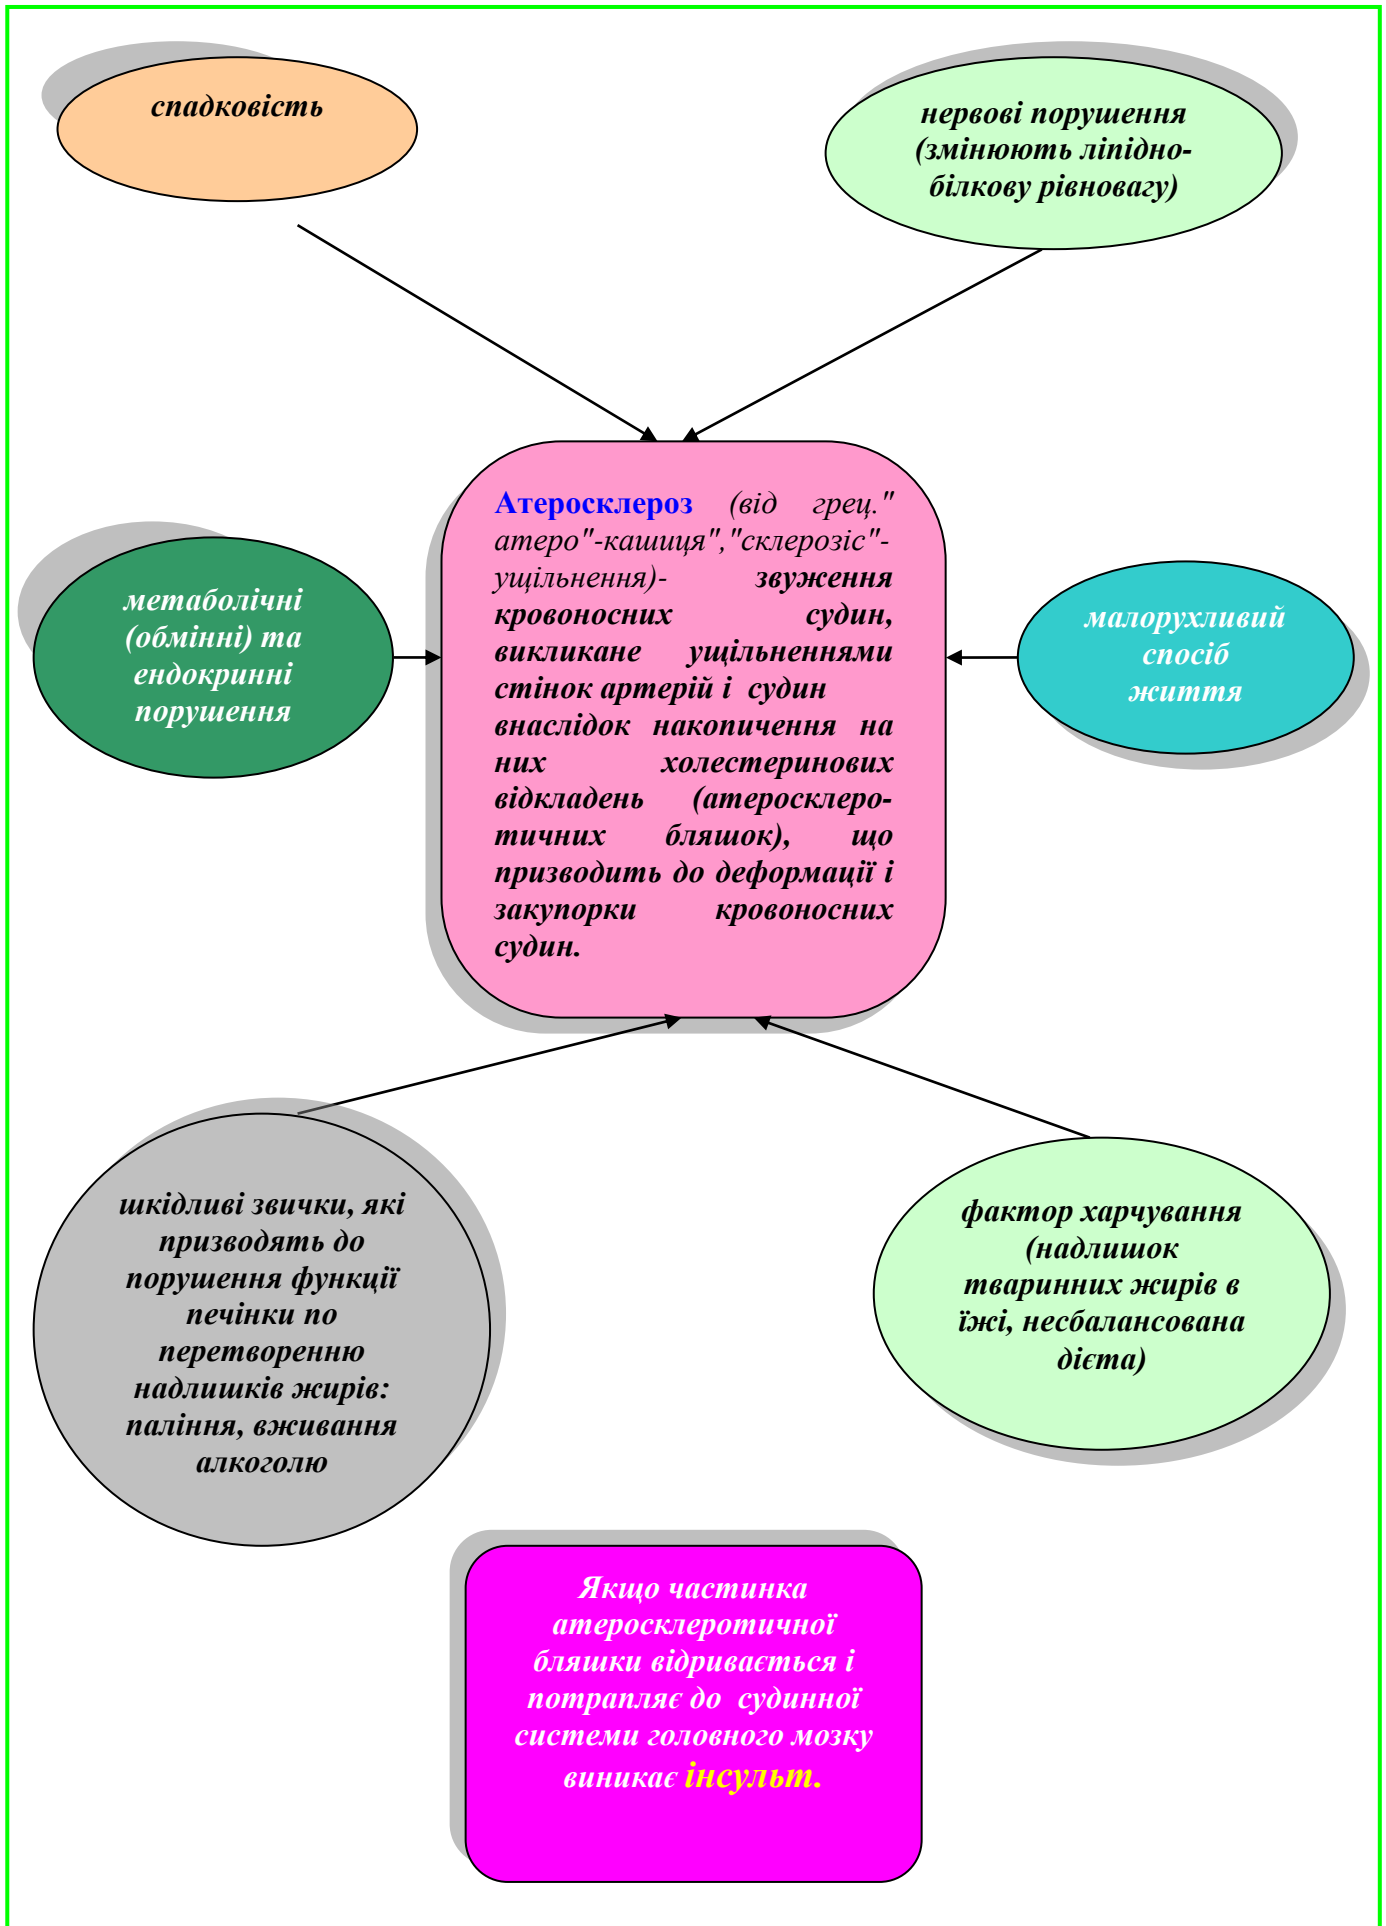 спадковість
нервові порушення
(змінюють ліпідно-
білкову рівновагу)
Атеросклероз (від грец."
атеро"-кашиця","склерозіс"-
ущільнення)- звуження
кровоносних судин,
викликане ущільненнями
стінок артерій і судин
внаслідок накопичення на
них холестеринових
відкладень (атеросклеро-
тичних бляшок), що
призводить до деформації і
закупорки кровоносних
судин.
метаболічні
(обмінні) та
ендокринні
порушення
малорухливий
спосіб
життя
шкідливі звички, які
призводять до
порушення функції
печінки по
перетворенню
надлишків жирів:
паління, вживання
алкоголю
фактор харчування
(надлишок
тваринних жирів в
їжі, несбалансована
дієта)
Якщо частинка
атеросклеротичної
бляшки відривається і
потрапляє до судинної
системи головного мозку
виникає інсульт.